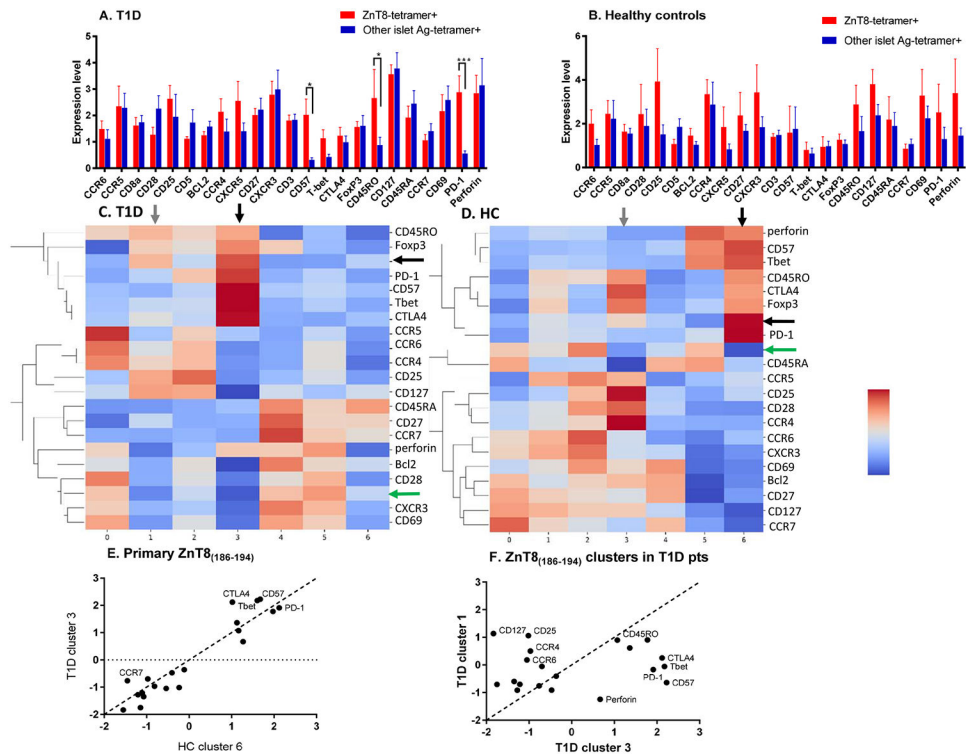 A. T1D
ZnT8-tetramer+
Other islet Ag-tetramer+
Expression level
5
4
3
2
1
0
*
*
***
CCR6
CCR5
CD8a
CD28
CD25
CD5
BCL2
CCR4
CXCR5
CD27
CXCR3
CD3
CD57
T-bet
CTLA4
FoxP3
CD45RO
CD127
CD45RA
CCR7
CD69
PD-1
Perforin
B. Healthy controls
ZnT8-tetramer+
Other islet Ag-tetramer+
Expression level
6
4
2
0
CCR6
CCR5
CD8a
CD28
CD25
CD5
BCL2
CCR4
CXCR5
CD27
CXCR3
CD3
CD57
T-bet
CTLA4
FoxP3
CD45RO
CD127
CD45RA
CCR7
CD69
PD-1
Perforin
C. T1D
CD45RO
Foxp3
PD-1
CD57
Tbet
CTLA4
CCR5
CCR6
CCR4
CD25
CD127
CD45RA
CD27
CCR7
perforin
Bcl2
CD28
CXCR3
CD69
0 1 2 3 4 5 6
D. HC
perforin
CD57
Tbet
CD45RO
CTLA4
Foxp3
PD-1
CD45RA
CCR5
CD25
CD28
CCR4
CCR6
CXCR3
CD69
Bcl2
CD27
CD127
CCR7
0 1 2 3 4 5 6
E. Primary ZnT8(186-194)
T1D cluster 3
3
2
1
0
-1
-2
CTLA4
CD57
Tbet
PD-1
CCR7
-2 -1 0 1 2 3
HC cluster 6
F. ZnT8(186-194) clusters in T1D pts
T1D cluster 1
3
2
1
0
-1
-2
CD127
CD25
CD45RO
CCR4
CCR6
CTLA4
Tbet
PD-1
CD57
Perforin
-2 -1 0 1 2 3
T1D cluster 3